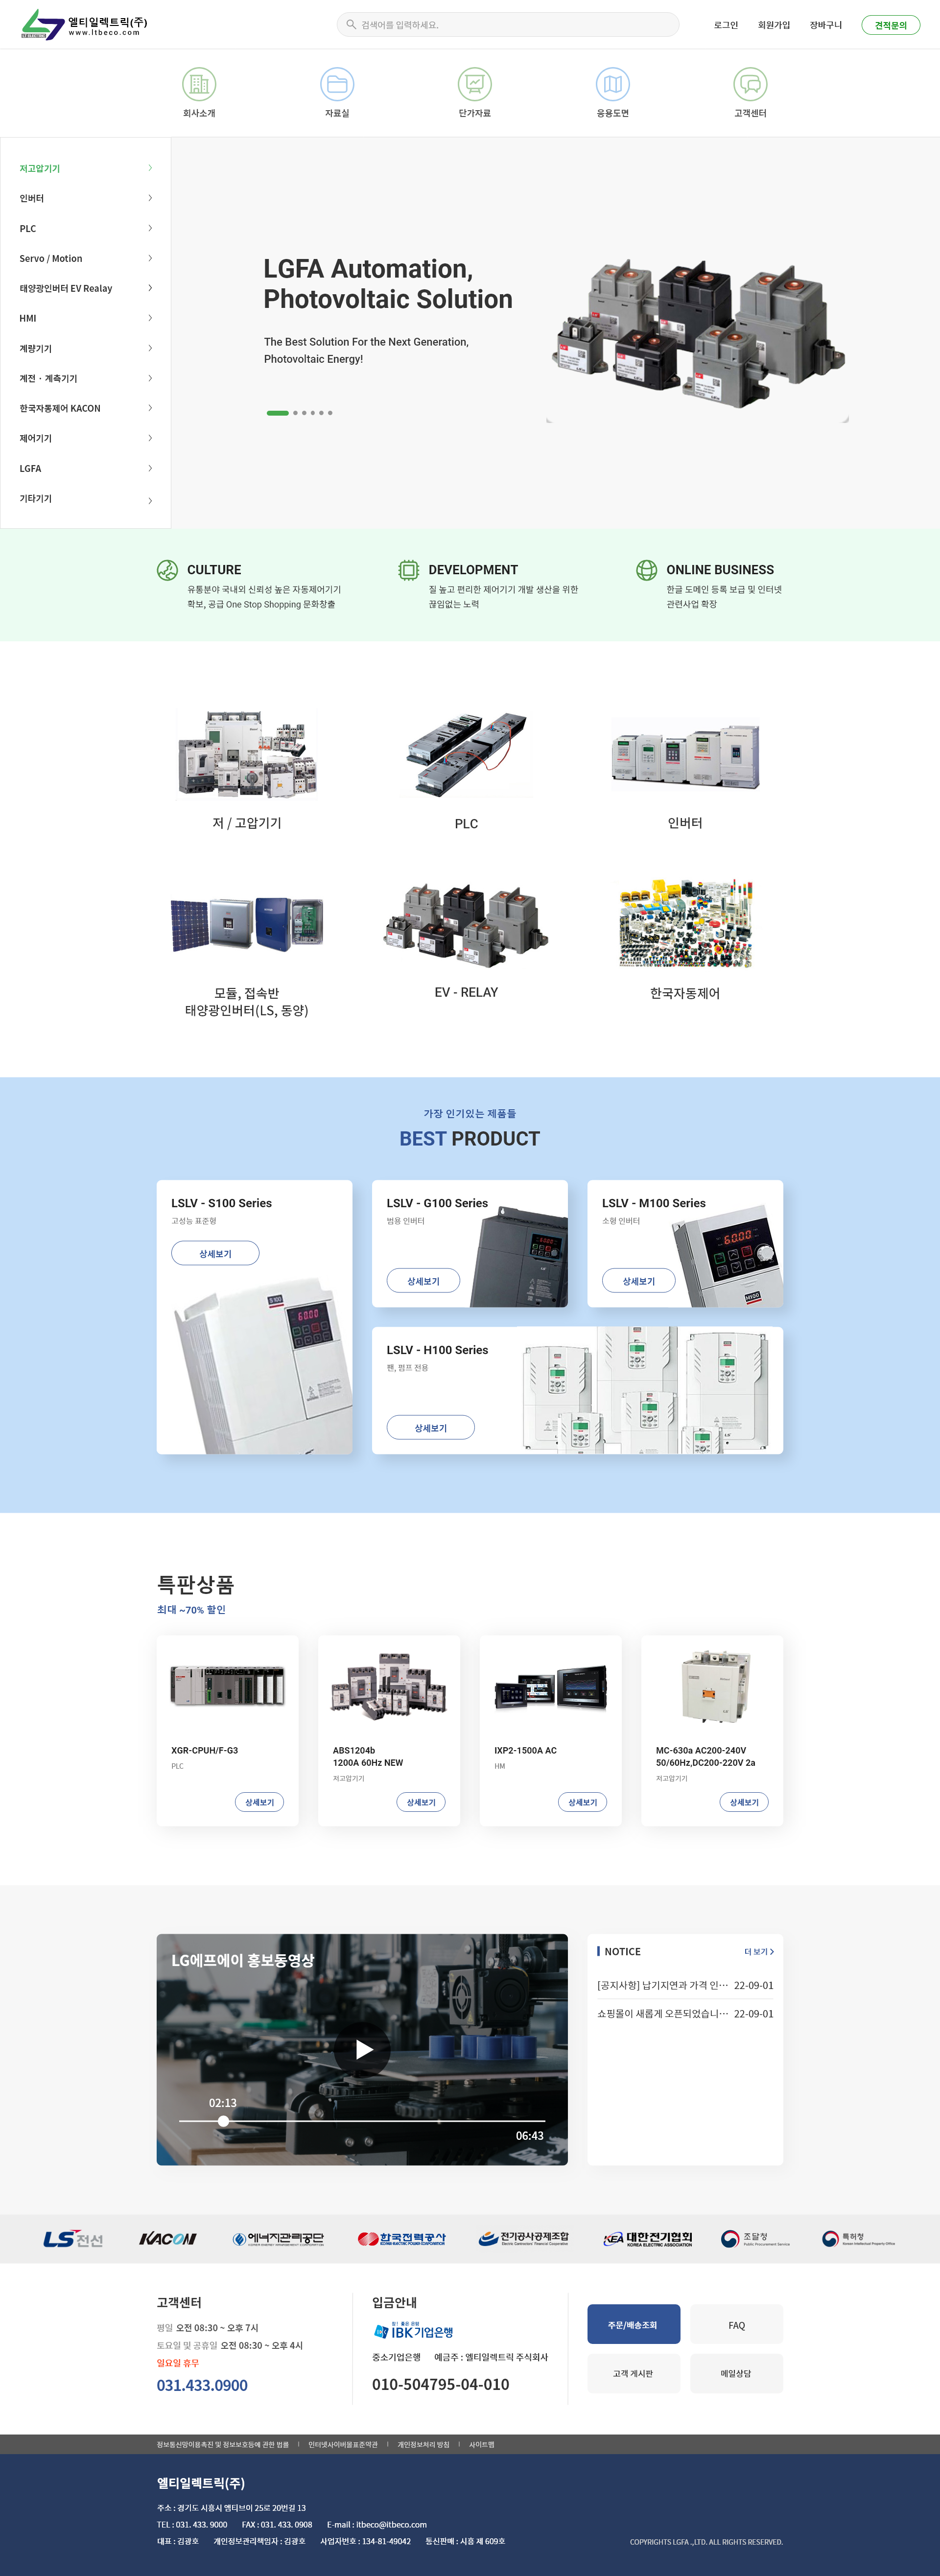 엘티일렉트릭(주)
www.ltbeco.com
검색어를 입력하세요.
로그인
회원가입
장바구니
견적문의
회사소개
자료실
단가자료
응용도면
고객센터
저고압기기
인버터
PLC
Servo / Motion
태양광인버터 EV Realay
HMI
계량기기
계전 · 계측기기
한국자동제어 KACON
제어기기
LGFA
기타기기
LGFA Automation,
Photovoltaic Solution
The Best Solution For the Next Generation,
Photovoltaic Energy!
CULTURE
유통분야 국내외 신뢰성 높은 자동제어기기
확보, 공급 One Stop Shopping 문화창출
DEVELOPMENT
질 높고 편리한 제어기기 개발 생산을 위한
끊임없는 노력
ONLINE BUSINESS
한글 도메인 등록 보급 및 인터넷
관련사업 확장
저 / 고압기기
PLC
인버터
모듈, 접속반
태양광인버터(LS, 동양)
EV - RELAY
한국자동제어
가장 인기있는 제품들
BEST PRODUCT
LSLV - S100 Series
고성능 표준형
상세보기
LSLV - G100 Series
범용 인버터
상세보기
LSLV - M100 Series
소형 인버터
상세보기
LSLV - H100 Series
팬, 펌프 전용
상세보기
특판상품
최대 ~70% 할인
XGR-CPUH/F-G3
PLC
상세보기
ABS1204b
1200A 60Hz NEW
저고압기기
상세보기
IXP2-1500A AC
HM
상세보기
MC-630a AC200-240V
50/60Hz,DC200-220V 2a
저고압기기
상세보기
LG에프에이 홍보동영상
02:13
06:43
NOTICE
더 보기
[공지사항] 납기지연과 가격 인… 22-09-01
쇼핑몰이 새롭게 오픈되었습니… 22-09-01
LS전선
KACON
에너지관리공단
한국전력공사
KOREA ELECTRIC POWER CORPORATION
전기공사공제조합
Electric Contractors' Financial Cooperative
KEA 대한전기협회
KOREA ELECTRIC ASSOCIATION
조달청
Public Procurement Service
특허청
Korean Intellectual Property Office
고객센터
평일 오전 08:30 ~ 오후 7시
토요일 및 공휴일 오전 08:30 ~ 오후 4시
일요일 휴무
031.433.0900
입금안내
참! 좋은 은행
IBK기업은행
중소기업은행 예금주 : 엘티일렉트릭 주식회사
010-504795-04-010
주문/배송조회
FAQ
고객 게시판
메일상담
정보통신망이용촉진 및 정보보호등에 관한 법률
인터넷사이버몰표준약관
개인정보처리 방침
사이트맵
엘티일렉트릭(주)
주소 : 경기도 시흥시 엠티브이 25로 20번길 13
TEL : 031. 433. 9000 FAX : 031. 433. 0908 E-mail : itbeco@itbeco.com
대표 : 김광호 개인정보관리책임자 : 김광호 사업자번호 : 134-81-49042 통신판매 : 시흥 제 609호
COPYRIGHTS LGFA .,LTD. ALL RIGHTS RESERVED.